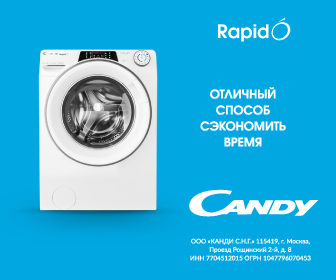 RapidÓ
ОТЛИЧНЫЙ
СПОСОБ
СЭКОНОМИТЬ
ВРЕМЯ
CANDY
ООО «КАНДИ С.Н.Г.» 115419, г. Москва,
Проезд Рощинский 2-й, д. 8
ИНН 7704512015 ОГРН 1047796070453